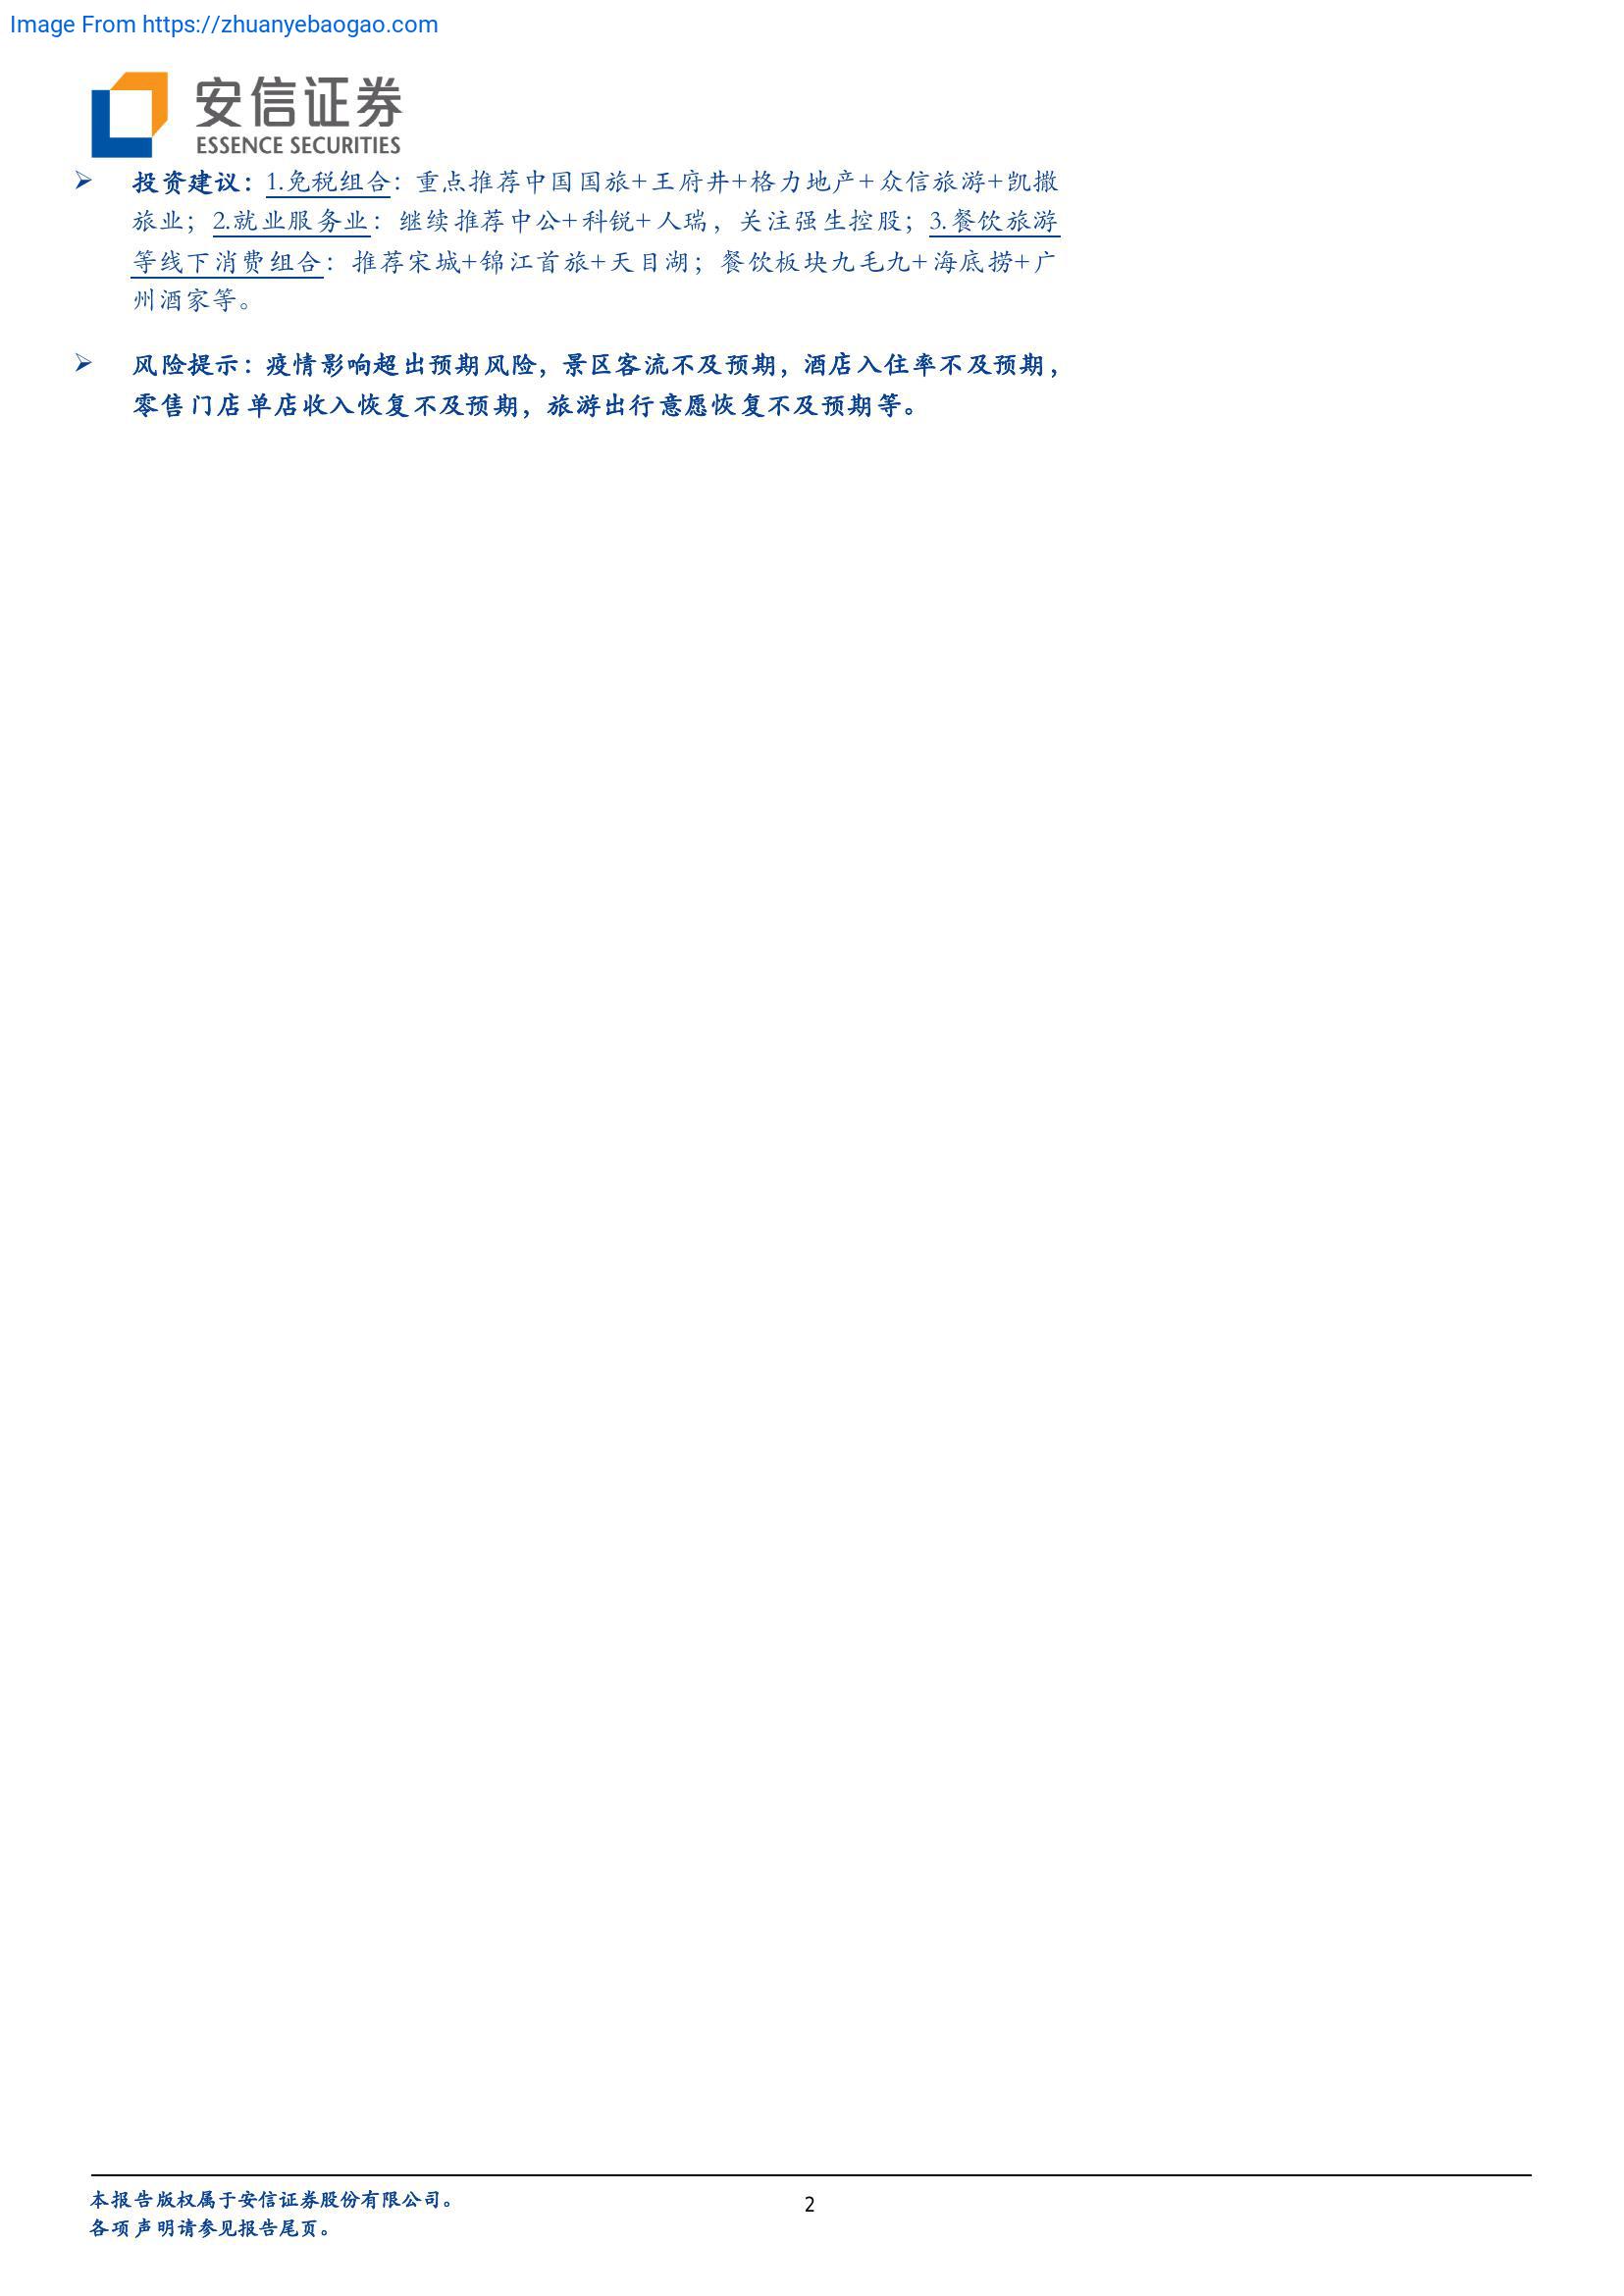 Image From https://zhuanyebaogao.com
安信证券
ESSENCE SECURITIES
➢ 投资建议：1.免税组合：重点推荐中国国旅+王府井+格力地产+众信旅游+凯撒
旅业；2.就业服务业：继续推荐中公+科锐+人瑞，关注强生控股；3.餐饮旅游
等线下消费组合：推荐宋城+锦江首旅+天目湖；餐饮板块九毛九+海底捞+广
州酒家等。
➢ 风险提示：疫情影响超出预期风险，景区客流不及预期，酒店入住率不及预期，
零售门店单店收入恢复不及预期，旅游出行意愿恢复不及预期等。
本报告版权属于安信证券股份有限公司。
各项声明请参见报告尾页。
2